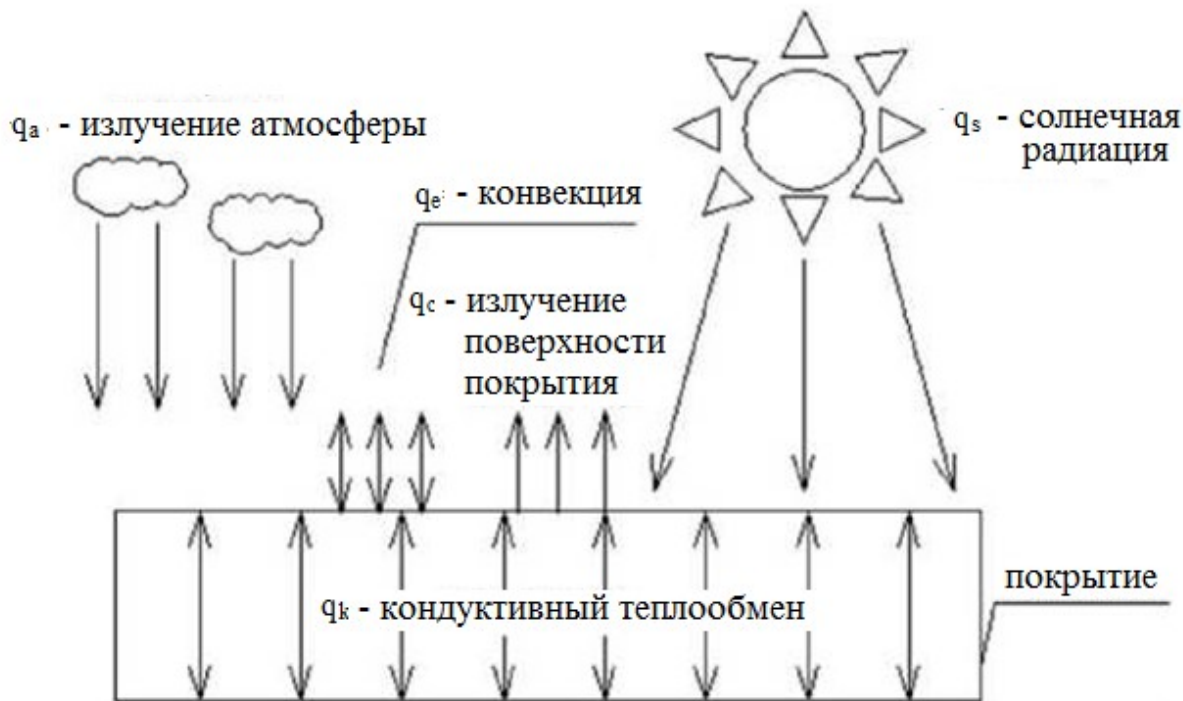 qa - излучение атмосферы
qs - солнечная
радиация
qe - конвекция
qc - излучение
поверхности
покрытия
покрытие
qk - кондуктивный теплообмен